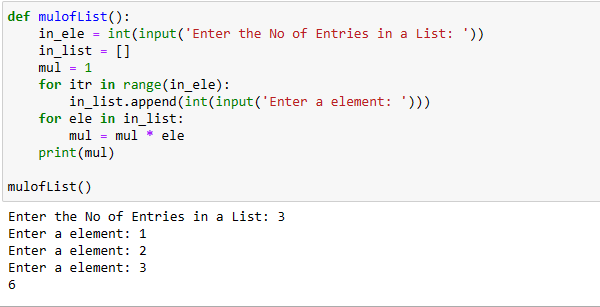 def mulofList():
    in_ele = int(input('Enter the No of Entries in a List: '))
    in_list = []
    mul = 1
    for itr in range(in_ele):
        in_list.append(int(input('Enter a element: ')))
    for ele in in_list:
        mul = mul * ele
    print(mul)

mulofList()
Enter the No of Entries in a List: 3
Enter a element: 1
Enter a element: 2
Enter a element: 3
6